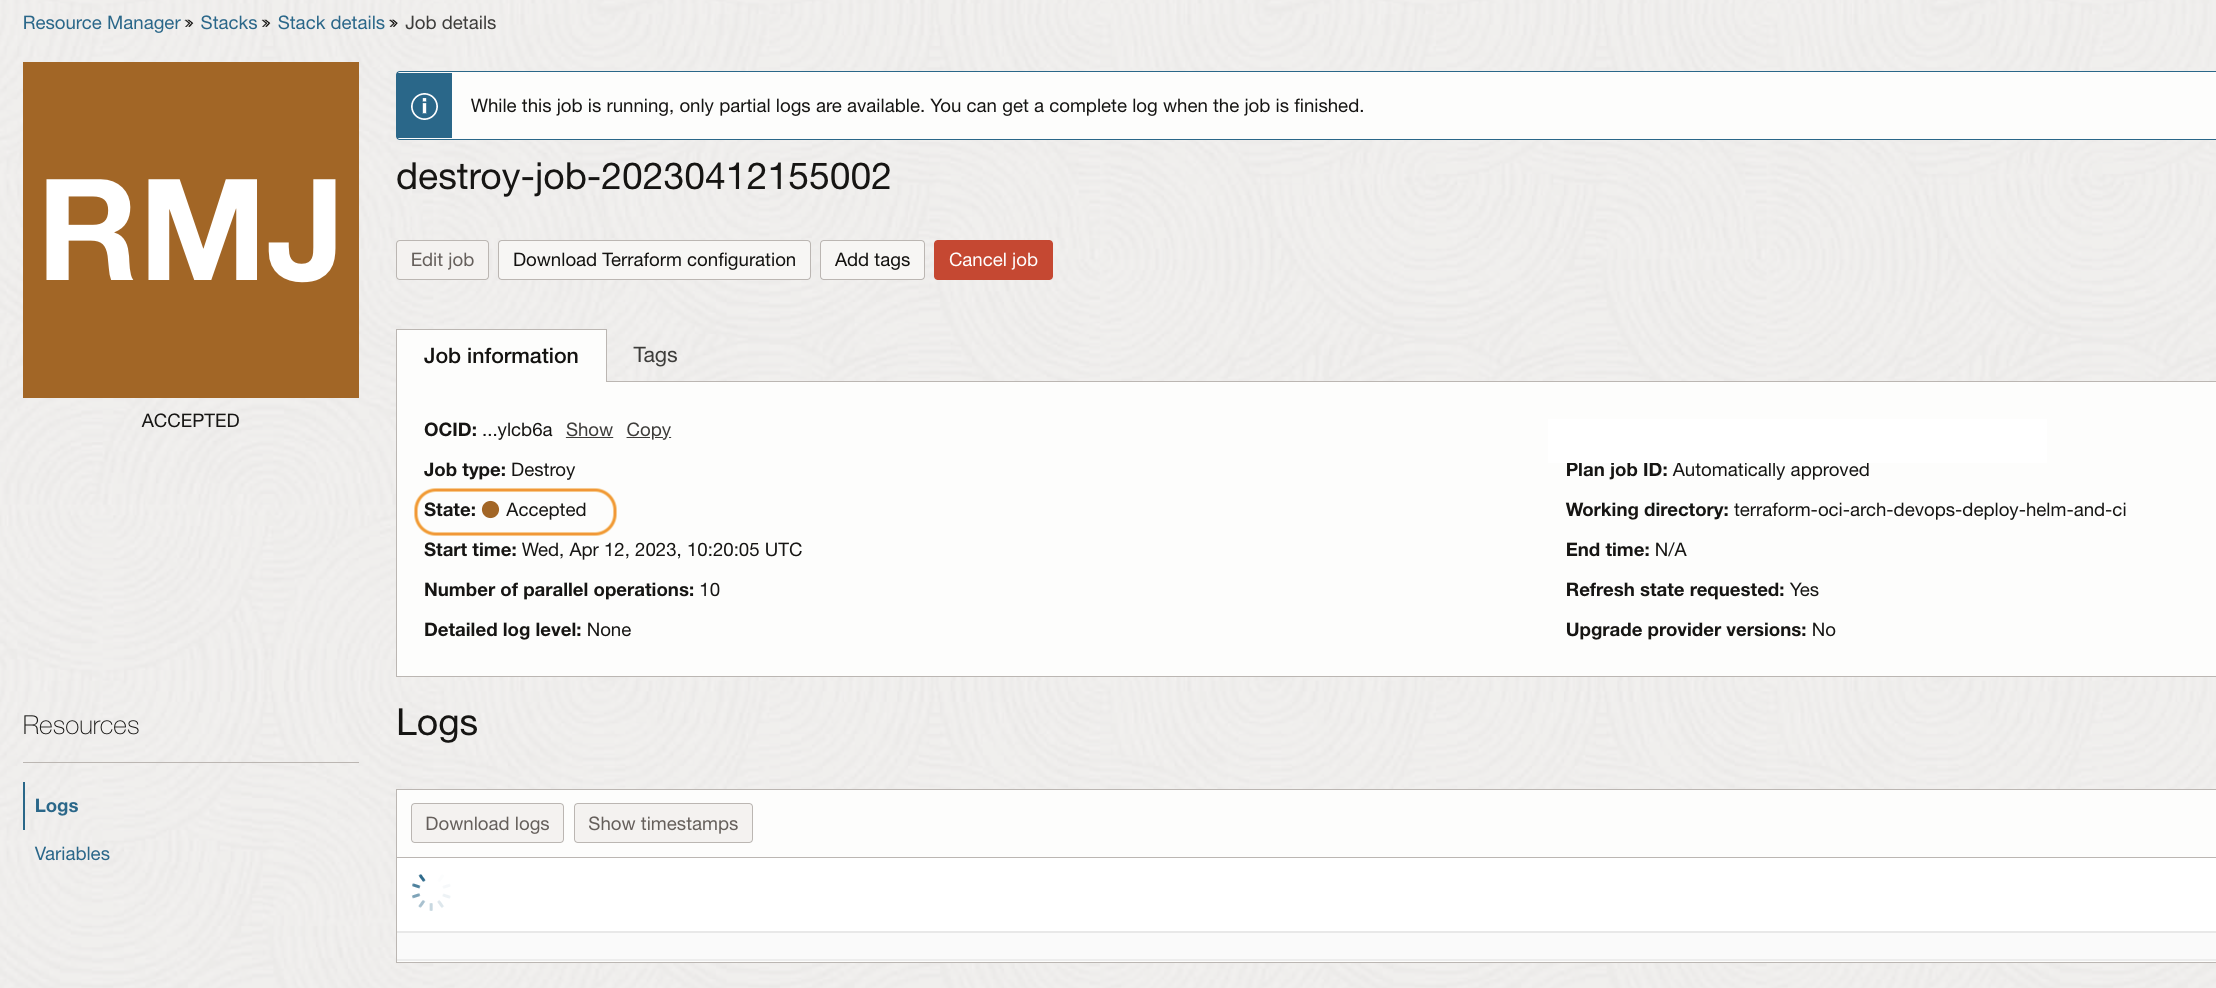 Resource Manager » Stacks » Stack details » Job details
RMJ
ACCEPTED
While this job is running, only partial logs are available. You can get a complete log when the job is finished.
destroy-job-20230412155002
Edit job Download Terraform configuration Add tags Cancel job
Job information Tags
OCID: ...ylcb6a Show Copy
Job type: Destroy
State: Accepted
Start time: Wed, Apr 12, 2023, 10:20:05 UTC
Number of parallel operations: 10
Detailed log level: None
Plan job ID: Automatically approved
Working directory: terraform-oci-arch-devops-deploy-helm-and-ci
End time: N/A
Refresh state requested: Yes
Upgrade provider versions: No
Resources
Logs
Variables
Logs
Download logs Show timestamps